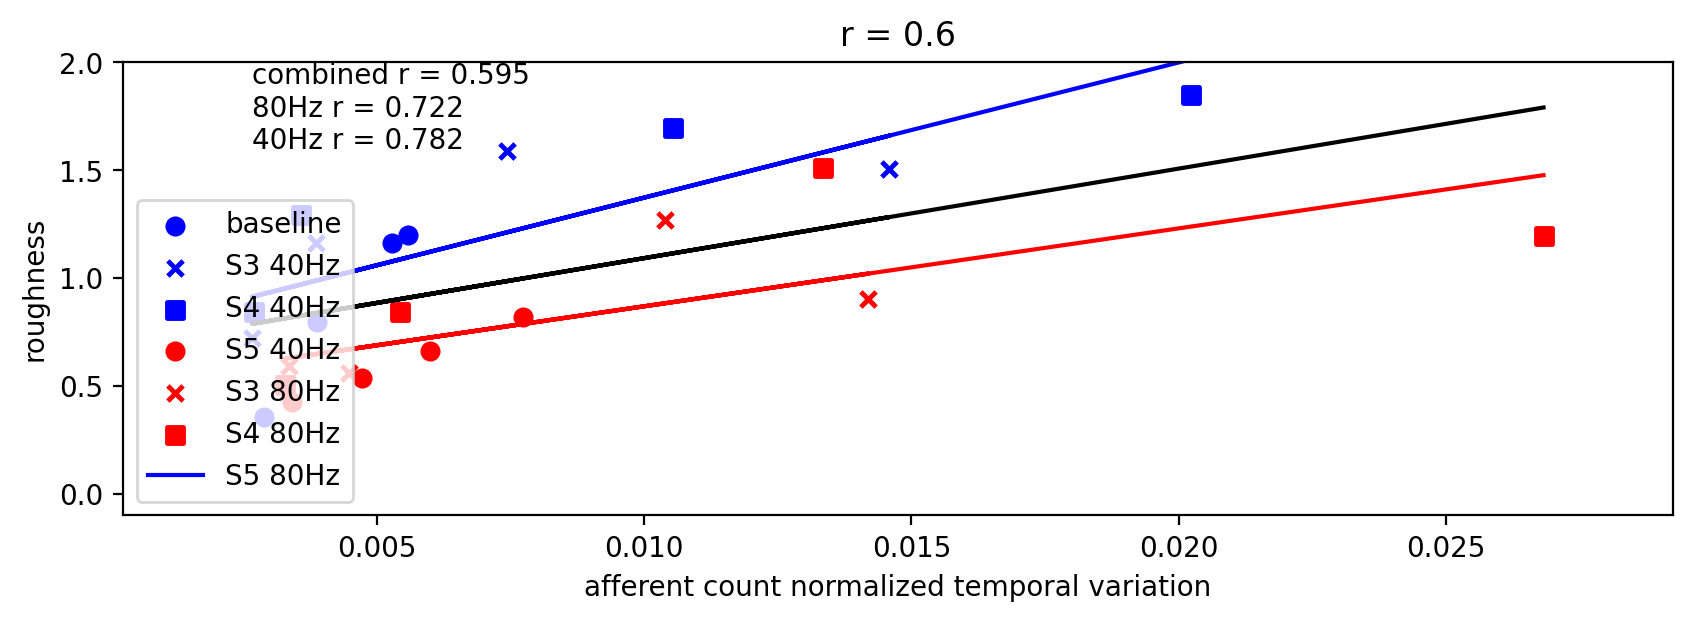 r = 0.6
combined r = 0.595
80Hz r = 0.722
40Hz r = 0.782
2.0
1.5
1.0
0.5
0.0
roughness
baseline
S3 40Hz
S4 40Hz
S5 40Hz
S3 80Hz
S4 80Hz
S5 80Hz
0.005 0.010 0.015 0.020 0.025
afferent count normalized temporal variation